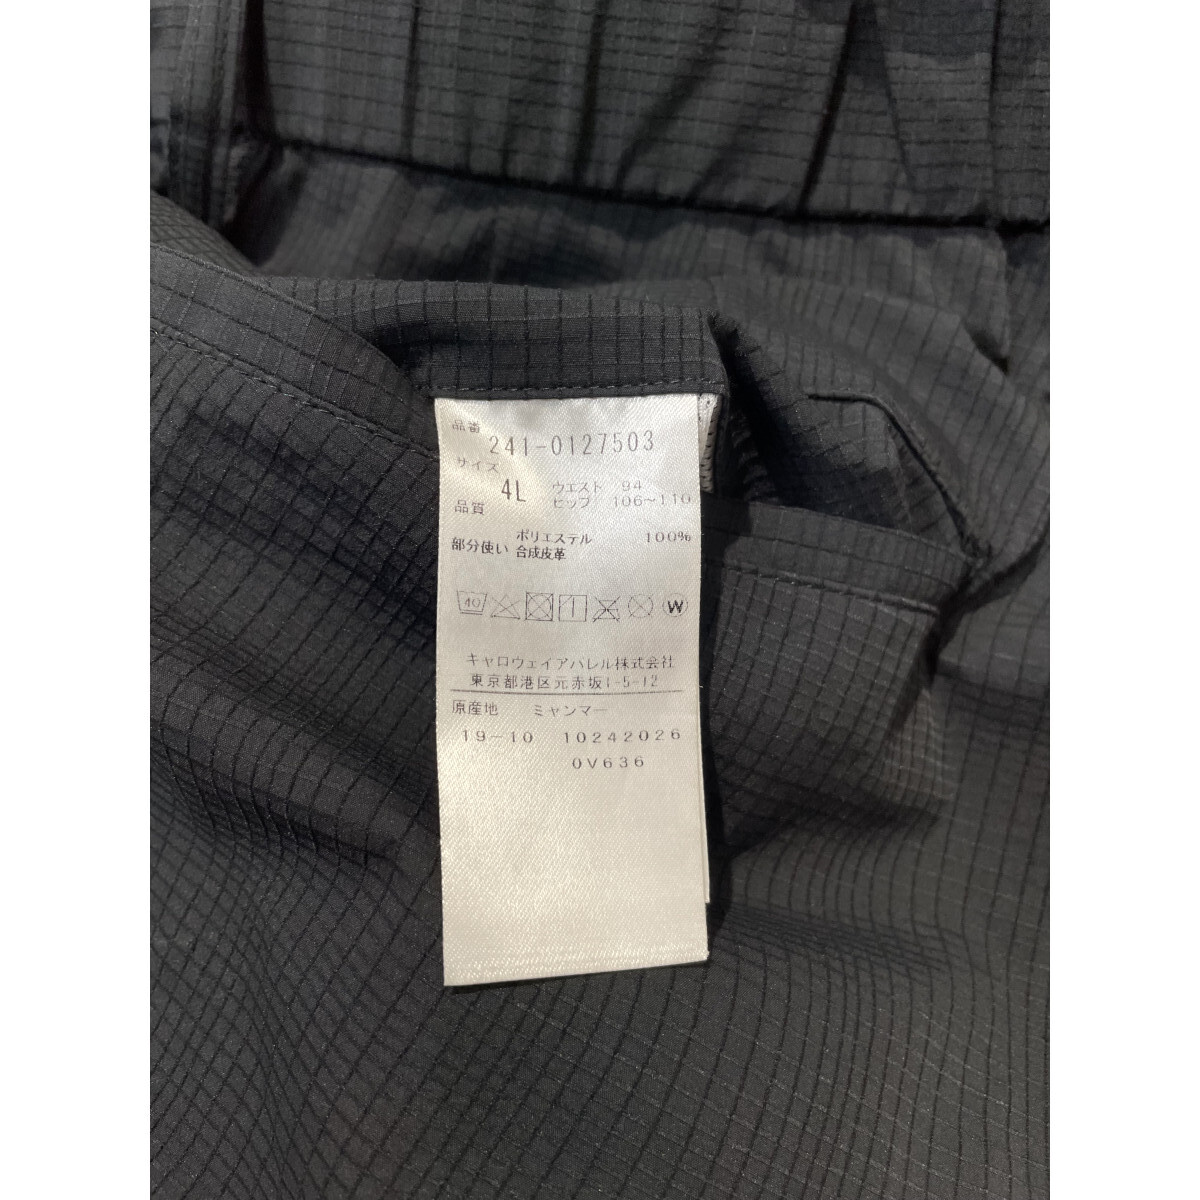 品番
241-0127503
サイズ
4L ウエスト 94
ヒップ 106〜110
品質
ポリエステル 100%
部分使い 合成皮革
40 W
キャロウェイアパレル株式会社
東京都港区元赤坂1-5-12
原産地 ミャンマー
19-10 10242026
0V636